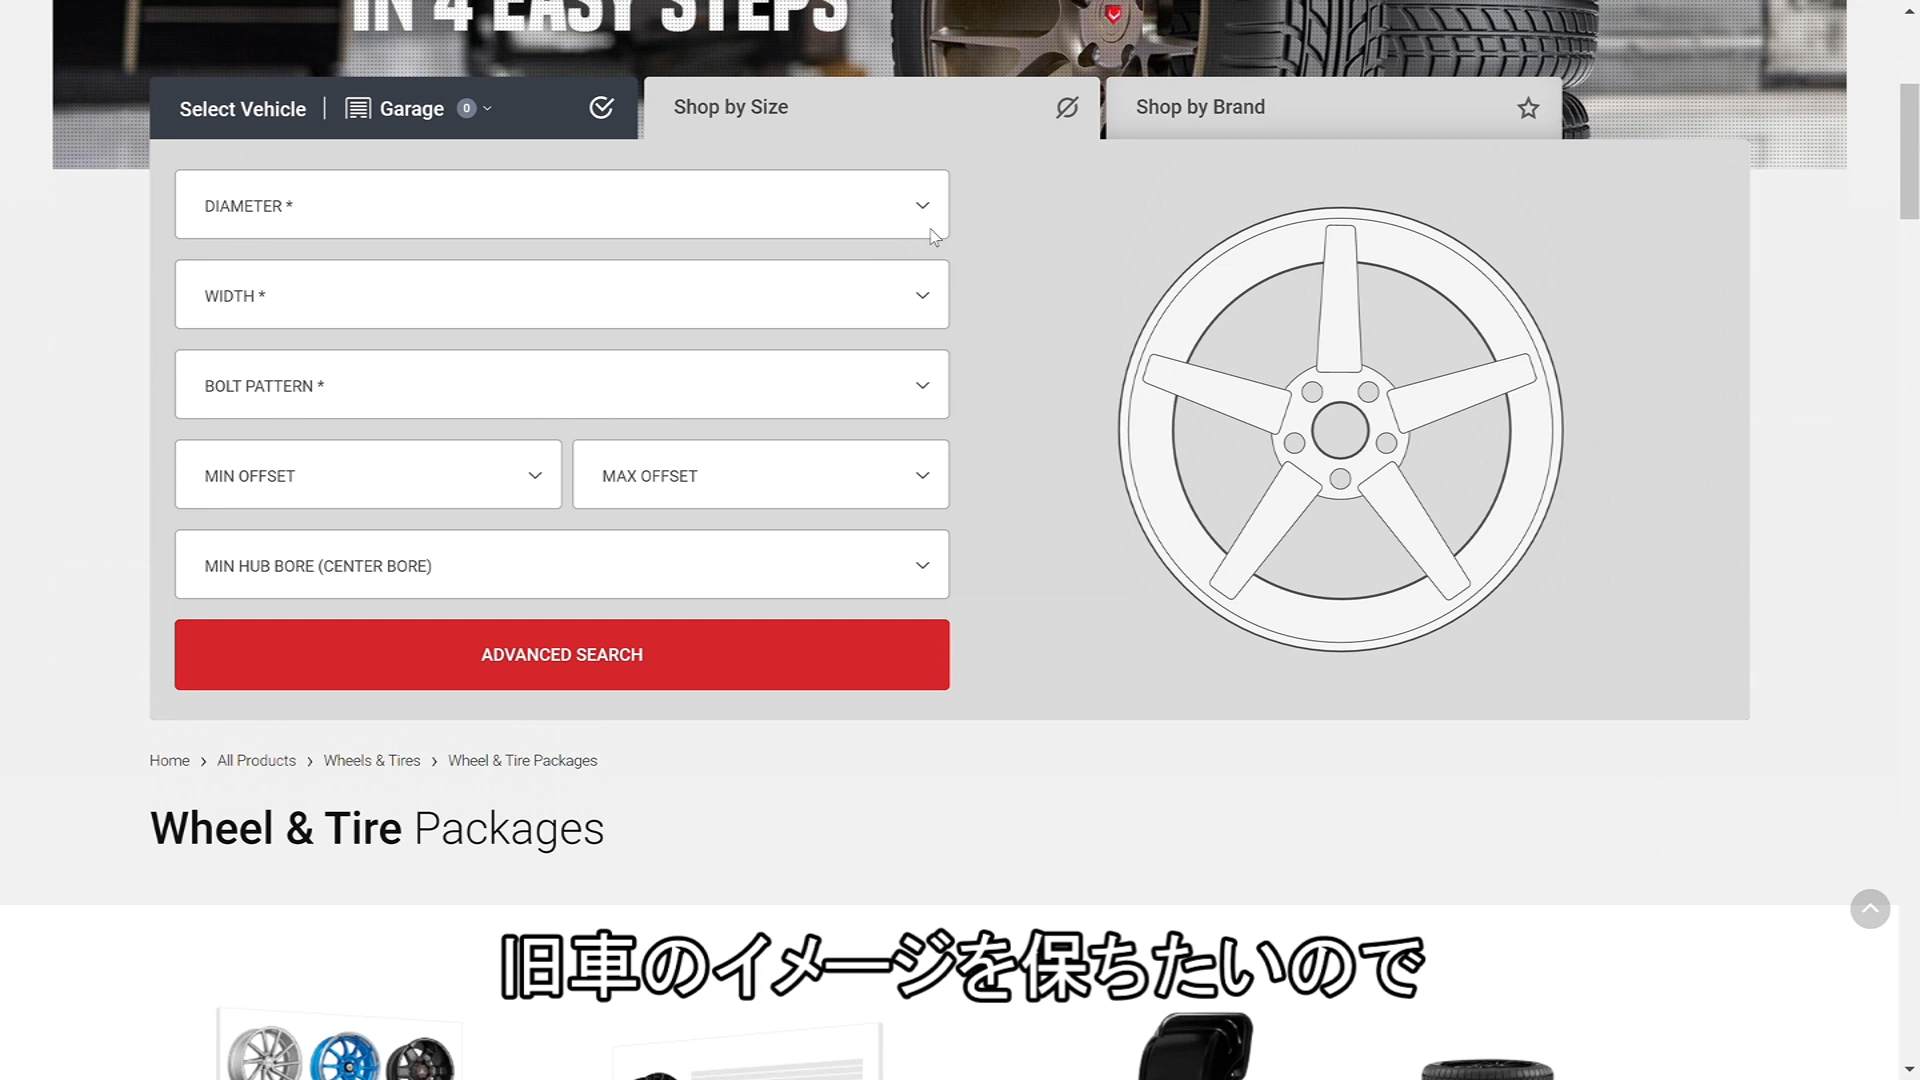 IN 4 EASY STEPS
Select Vehicle | Garage 0
Shop by Size
Shop by Brand
DIAMETER *
WIDTH *
BOLT PATTERN *
MIN OFFSET
MAX OFFSET
MIN HUB BORE (CENTER BORE)
ADVANCED SEARCH
Home › All Products › Wheels & Tires › Wheel & Tire Packages
Wheel & Tire Packages
旧車のイメージを保ちたいので